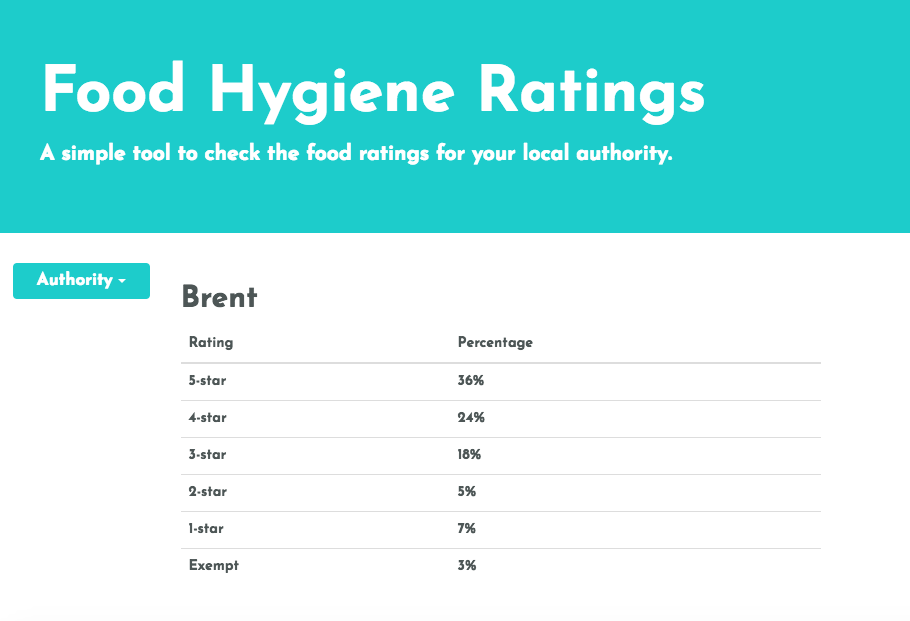 Food Hygiene Ratings
A simple tool to check the food ratings for your local authority.
Authority
Brent
Rating Percentage
5-star 36%
4-star 24%
3-star 18%
2-star 5%
1-star 7%
Exempt 3%